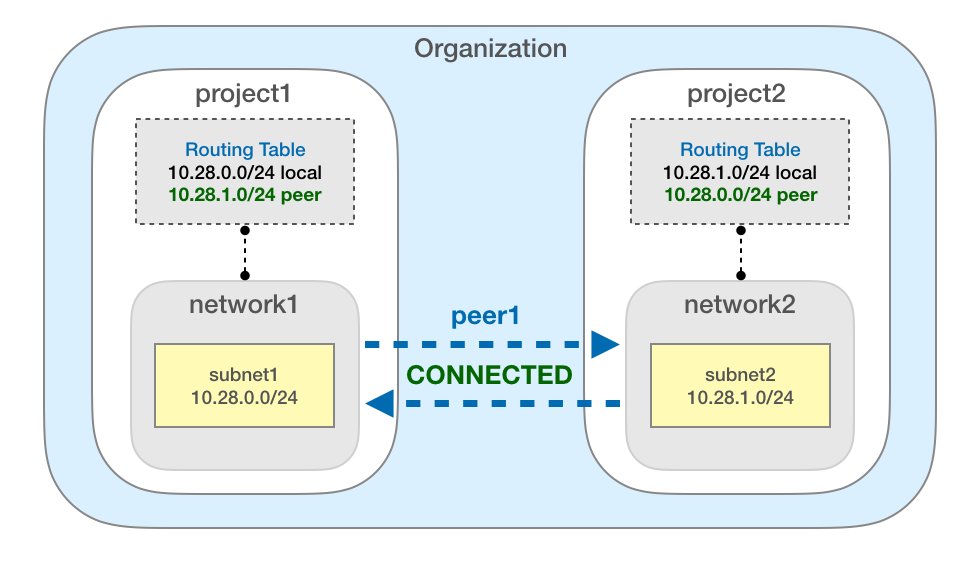 Organization
project1
Routing Table
10.28.0.0/24 local
10.28.1.0/24 peer
network1
subnet1
10.28.0.0/24
peer1
CONNECTED
project2
Routing Table
10.28.1.0/24 local
10.28.0.0/24 peer
network2
subnet2
10.28.1.0/24